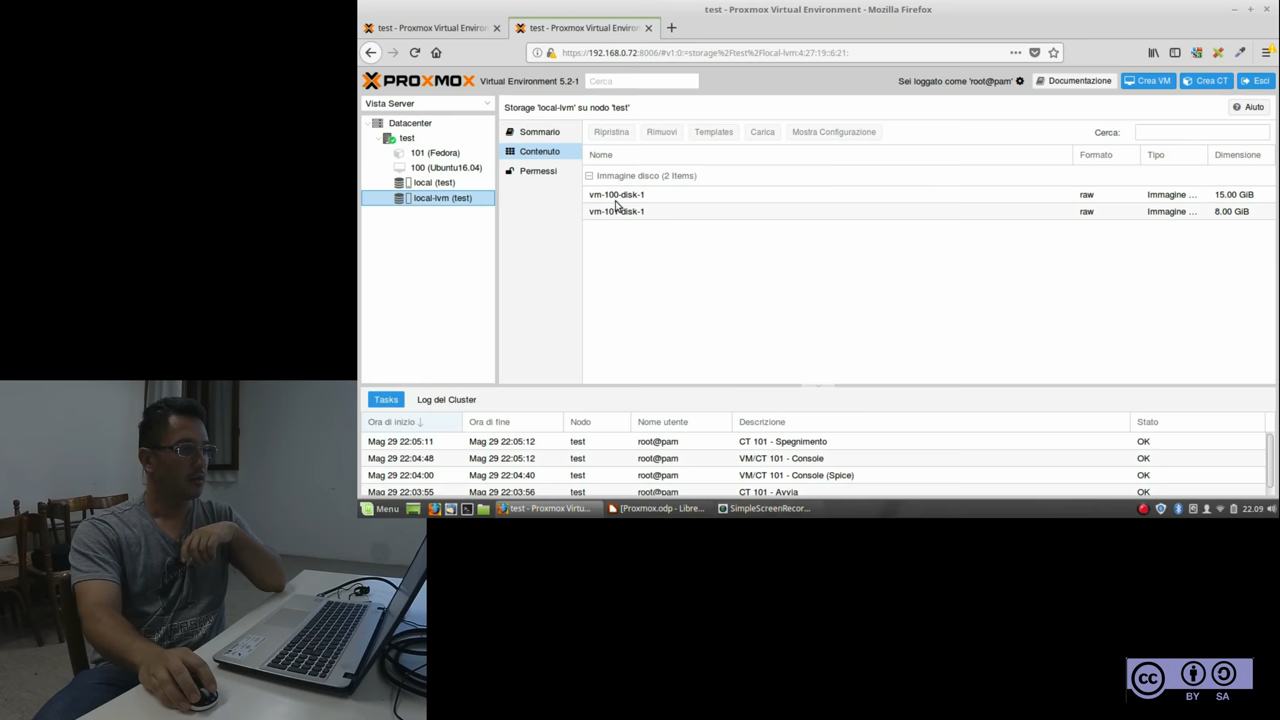 test - Proxmox Virtual Environment - Mozilla Firefox
test - Proxmox Virtual Environ
test - Proxmox Virtual Environ
https://192.168.0.72:8006/#v1:0:=storage%2Ftest%2Flocal-lvm:4:27:19::6:21:
PROXMOX Virtual Environment 5.2-1 Cerca Sei loggato come 'root@pam' Documentazione Crea VM Crea CT Esci
Vista Server
Storage 'local-lvm' su nodo 'test' Aiuto
Datacenter
test
101 (Fedora)
100 (Ubuntu16.04)
local (test)
local-lvm (test)
Sommario
Contenuto
Permessi
Ripristina Rimuovi Templates Carica Mostra Configurazione Cerca:
Nome Formato Tipo Dimensione
Immagine disco (2 Items)
vm-100-disk-1 raw Immagine ... 15.00 GiB
vm-101-disk-1 raw Immagine ... 8.00 GiB
Tasks Log del Cluster
Ora di inizio Ora di fine Nodo Nome utente Descrizione Stato
Mag 29 22:05:11 Mag 29 22:05:12 test root@pam CT 101 - Spegnimento OK
Mag 29 22:04:48 Mag 29 22:05:12 test root@pam VM/CT 101 - Console OK
Mag 29 22:04:00 Mag 29 22:04:40 test root@pam VM/CT 101 - Console (Spice) OK
Mag 29 22:03:55 Mag 29 22:03:56 test root@pam CT 101 - Avvia OK
Menu test - Proxmox Virtu... [Proxmox.odp - Libre... SimpleScreenRecor... 22.09
cc BY SA